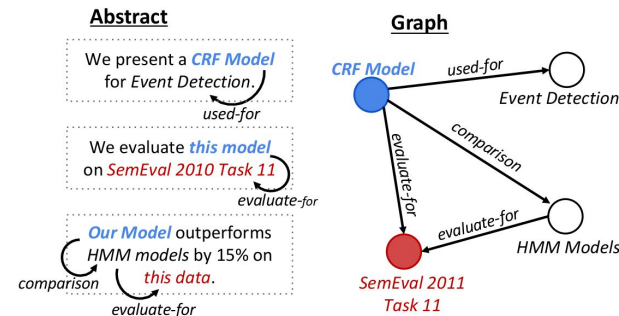 Abstract
We present a CRF Model
for Event Detection.
used-for
We evaluate this model
on SemEval 2010 Task 11
evaluate-for
Our Model outperforms
HMM models by 15% on
this data.
comparison
evaluate-for
Graph
CRF Model
used-for
Event Detection
comparison
evaluate-for
evaluate-for
HMM Models
SemEval 2011
Task 11